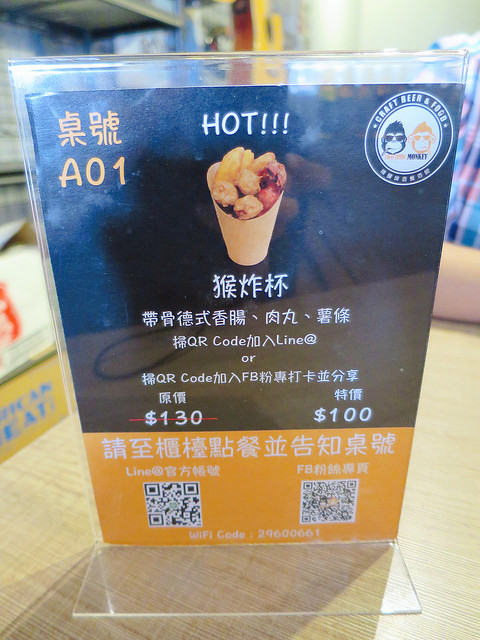 桌號
A01
HOT!!!
CRAFT BEER & FOOD
MONKEY
猴炸杯
帶骨德式香腸、肉丸、薯條
掃QR Code加入Line@
or
掃QR Code加入FB粉專打卡並分享
原價
特價
$130
$100
請至櫃檯點餐並告知桌號
Line@官方帳號
FB粉絲專頁
WiFi Code : 29600661
EAT!